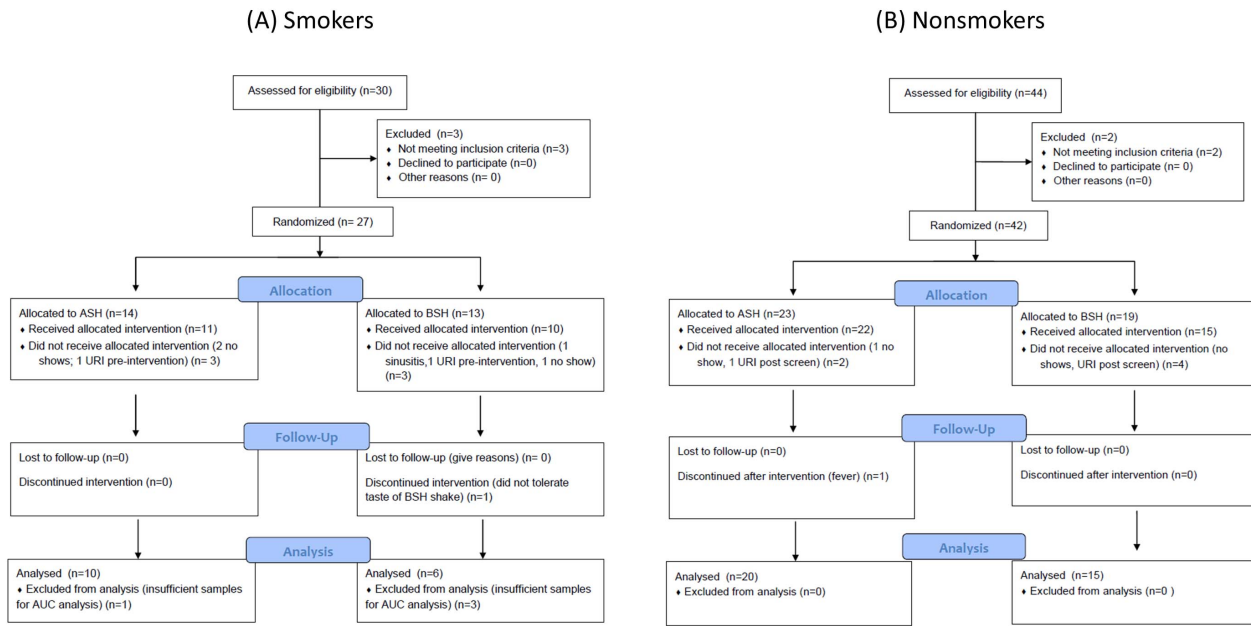 (A) Smokers
Assessed for eligibility (n=30)
Excluded (n=3)
♦ Not meeting inclusion criteria (n=3)
♦ Declined to participate (n=0)
♦ Other reasons (n= 0)
Randomized (n= 27)
Allocation
Allocated to ASH (n=14)
♦ Received allocated intervention (n=11)
♦ Did not receive allocated intervention (2 no
shows; 1 URI pre-intervention) (n= 3)
Allocated to BSH (n=13)
♦ Received allocated intervention (n=10)
♦ Did not receive allocated intervention (1
sinusitis,1 URI pre-intervention, 1 no show)
(n=3)
Follow-Up
Lost to follow-up (n=0)
Discontinued intervention (n=0)
Lost to follow-up (give reasons) (n= 0)
Discontinued intervention (did not tolerate
taste of BSH shake) (n=1)
Analysis
Analysed (n=10)
♦ Excluded from analysis (insufficient samples
for AUC analysis) (n=1)
Analysed (n=6)
♦ Excluded from analysis (insufficient samples
for AUC analysis) (n=3)
(B) Nonsmokers
Assessed for eligibility (n=44)
Excluded (n=2)
♦ Not meeting inclusion criteria (n=2)
♦ Declined to participate (n= 0)
♦ Other reasons (n=0)
Randomized (n=42)
Allocation
Allocated to ASH (n=23)
♦ Received allocated intervention (n=22)
♦ Did not receive allocated intervention (1 no
show, 1 URI post screen) (n=2)
Allocated to BSH (n=19)
♦ Received allocated intervention (n=15)
♦ Did not receive allocated intervention (no
shows, URI post screen) (n=4)
Follow-Up
Lost to follow-up (n=0)
Discontinued after intervention (fever) (n=1)
Lost to follow-up (n=0)
Discontinued after intervention (n=0)
Analysis
Analysed (n=20)
♦ Excluded from analysis (n=0)
Analysed (n=15)
♦ Excluded from analysis (n=0 )